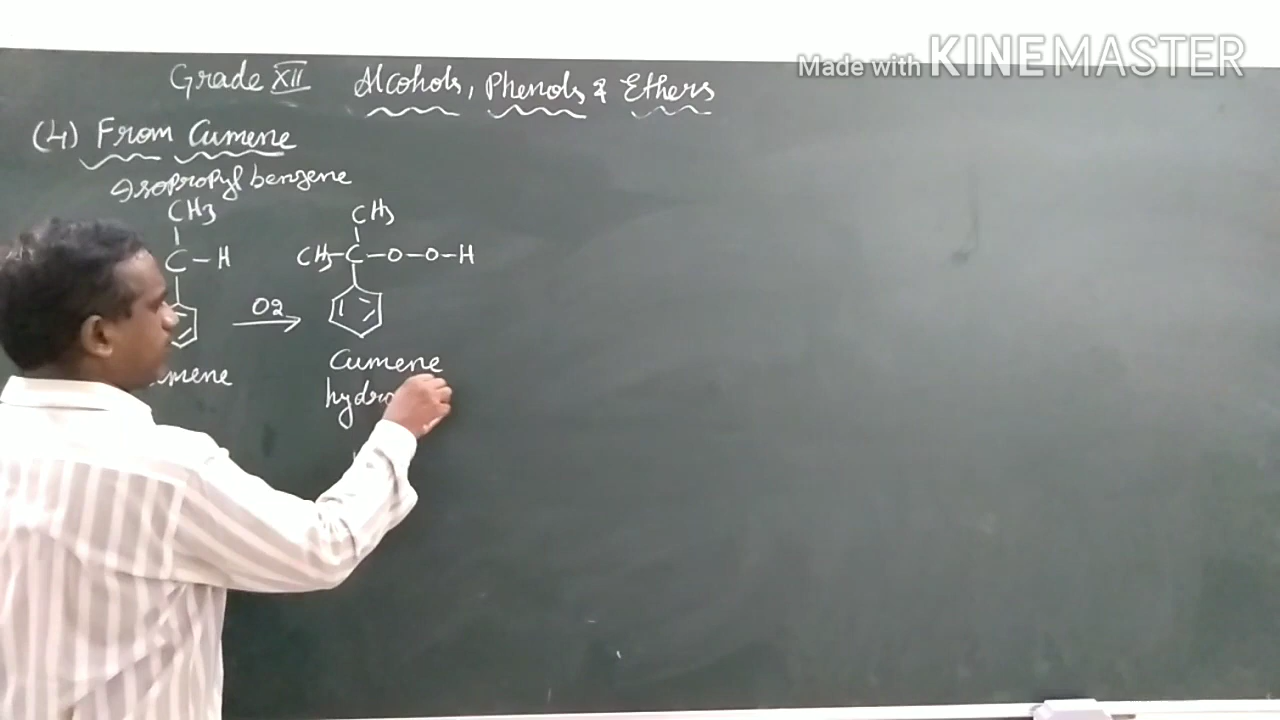 Made with KINEMASTER
Grade XII Alcohols, Phenols & Ethers
(4) From Cumene
Isopropyl benzene
CH3 CH3
C - H CH3 - C - O - O - H
O2
Cumene
hydro